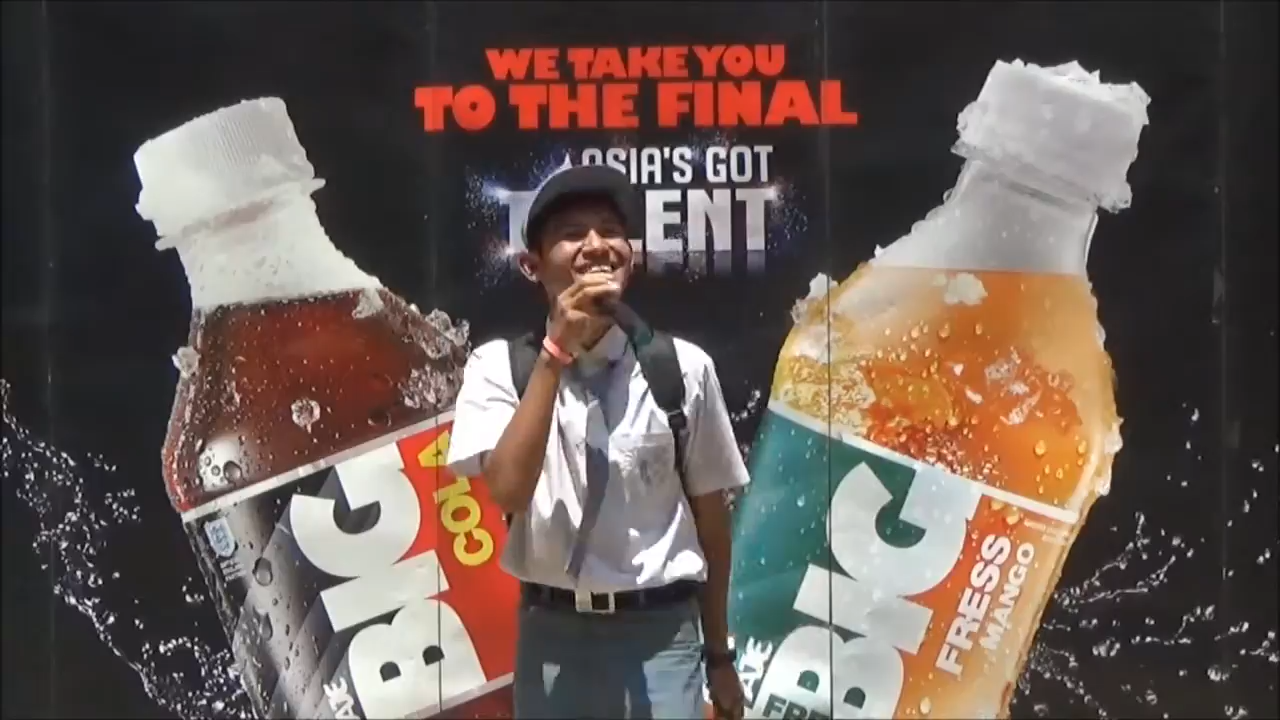 WE TAKE YOU
TO THE FINAL
ASIA'S GOT
BIG
COLA
BIG
FRESS
MANGO